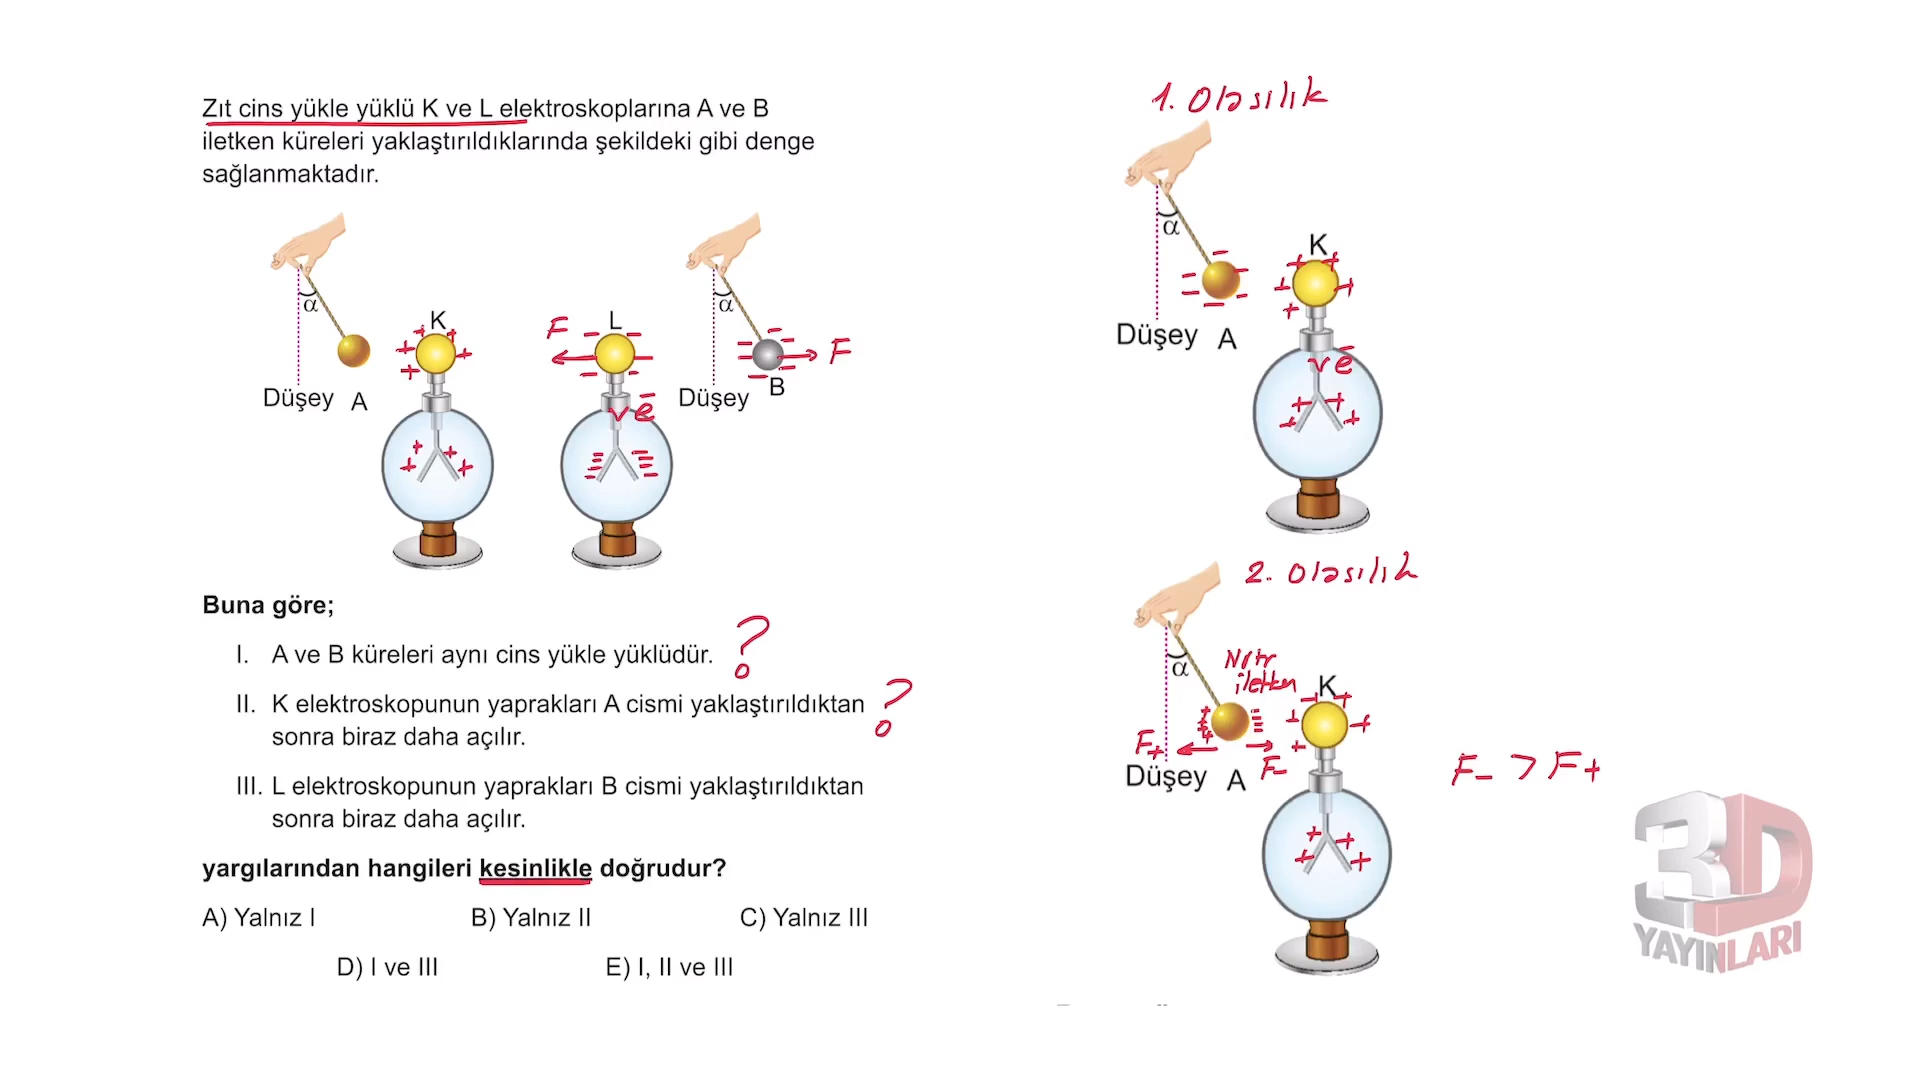 Zıt cins yükle yüklü K ve L elektroskoplarına A ve B
iletken küreleri yaklaştırıldıklarında şekildeki gibi denge
sağlanmaktadır.
α
Düşey A
K
+ + + + +
+ + + +
F
L
v ē
α
Düşey
B
F
Buna göre;
I. A ve B küreleri aynı cins yükle yüklüdür. ?
II. K elektroskopunun yaprakları A cismi yaklaştırıldıktan ?
sonra biraz daha açılır.
III. L elektroskopunun yaprakları B cismi yaklaştırıldıktan
sonra biraz daha açılır.
yargılarından hangileri kesinlikle doğrudur?
A) Yalnız I B) Yalnız II C) Yalnız III
D) I ve III E) I, II ve III
1. Olasılık
α
Düşey A
K
v ē
2. Olasılık
α
Nötr
iletken
K
F+
F-
Düşey A
F- > F+
3D
YAYINLARI